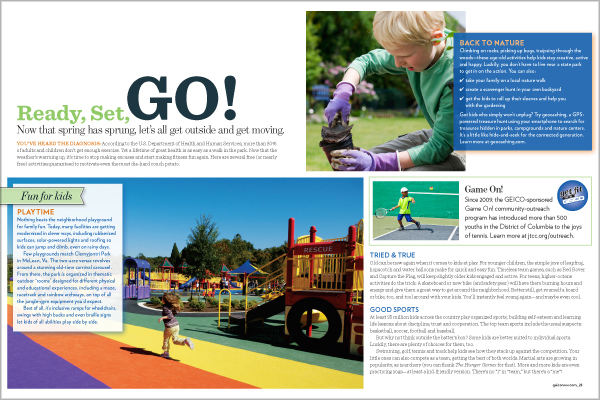 Ready, Set, GO!
Now that spring has sprung, let's all get outside and get moving.
YOU'VE HEARD THE DIAGNOSIS: According to the U.S. Department of Health and Human Services, more than 80%
of adults and children don't get enough exercise. Yet a lifetime of great health is as easy as a walk in the park. Now that the
weather's warming up, it's time to stop making excuses and start making fitness fun again. Here are several free (or nearly
free) activities guaranteed to motivate even the most die-hard couch potato.
BACK TO NATURE
Climbing on rocks, picking up bugs, traipsing through the
woods—these age-old activities help kids stay creative, active
and happy. Luckily, you don't have to live near a state park
to get in on the action. You can also:
✓ take your family on a local nature walk
✓ create a scavenger hunt in your own backyard
✓ get the kids to roll up their sleeves and help you
with the gardening
Got kids who simply won't unplug? Try geocaching, a GPS-
powered treasure hunt using your smartphone to search for
treasures hidden in parks, campgrounds and nature centers.
It's a little like hide-and-seek for the connected generation.
Learn more at geocaching.com.
Fun for kids
PLAYTIME
Nothing beats the neighborhood playground
for family fun. Today, many facilities are getting
modernized in clever ways, including rubberized
surfaces, solar-powered lights and roofing so
kids can jump and climb, even on rainy days.
Few playgrounds match Clemyjontri Park
in McLean, Va. The two-acre venue revolves
around a stunning old-time carnival carousel.
From there, the park is organized in thematic
outdoor "rooms" designed for different physical
and educational experiences, including a maze,
racetrack and rainbow archways, on top of all
the jungle-gym equipment you'd expect.
Best of all, it's inclusive: ramps for wheelchairs,
swings with high backs and even braille signs
let kids of all abilities play side by side.
RESCUE
Game On!
Since 2009, the GEICO-sponsored
Game On! community-outreach
program has introduced more than 500
youths in the District of Columbia to the joys
of tennis. Learn more at jtcc.org/outreach.
TRIED & TRUE
Old can be new again when it comes to kids at play. For younger children, the simple joys of leapfrog,
hopscotch and water balloons make for quick and easy fun. Timeless team games, such as Red Rover
and Capture the Flag, will keep slightly older kids engaged and active. For teens, higher-octane
activities do the trick: A skateboard or new bike (and safety gear) will have them burning hours and
energy and give them a great way to get around the neighborhood. Better still, get yourself a board
or bike, too, and tool around with your kids. You'll instantly feel young again—and maybe even cool.
GOOD SPORTS
At least 35 million kids across the country play organized sports, building self-esteem and learning
life lessons about discipline, trust and cooperation. The top team sports include the usual suspects:
basketball, soccer, football and baseball.
But why not think outside the batter's box? Some kids are better suited to individual sports.
Luckily, there are plenty of choices for them, too.
Swimming, golf, tennis and track help kids see how they stack up against the competition. Your
little ones can also compete as a team, getting the best of both worlds. Martial arts are growing in
popularity, as is archery (you can thank The Hunger Games for that). More and more kids are even
practicing yoga—at least a kid-friendly version. There's no "i" in "team," but there's a "me"!
geiconow.com_21